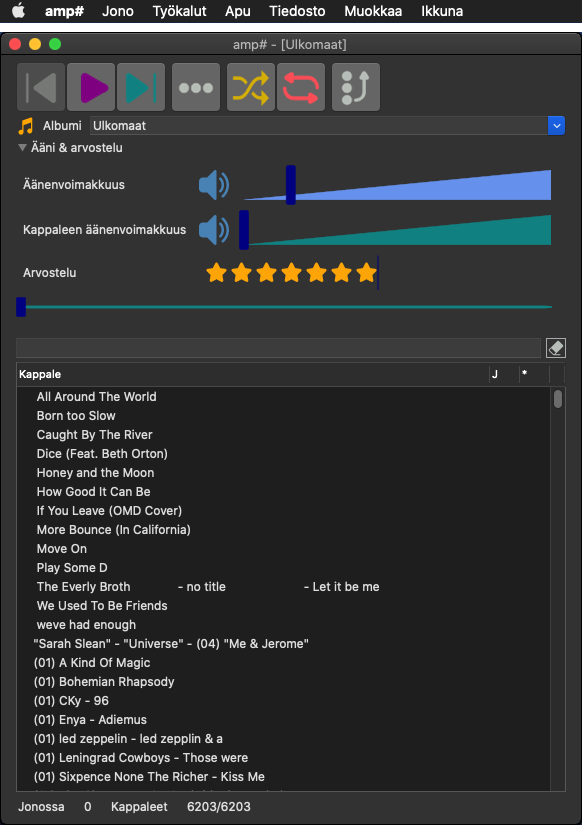 amp# Jono Työkalut Apu Tiedosto Muokkaa Ikkuna
amp# - [Ulkomaat]
Albumi Ulkomaat
Ääni & arvostelu
Äänenvoimakkuus
Kappaleen äänenvoimakkuus
Arvostelu
Kappale J *
All Around The World
Born too Slow
Caught By The River
Dice (Feat. Beth Orton)
Honey and the Moon
How Good It Can Be
If You Leave (OMD Cover)
More Bounce (In California)
Move On
Play Some D
The Everly Broth - no title - Let it be me
We Used To Be Friends
weve had enough
"Sarah Slean" - "Universe" - (04) "Me & Jerome"
(01) A Kind Of Magic
(01) Bohemian Rhapsody
(01) CKy - 96
(01) Enya - Adiemus
(01) led zeppelin - led zepplin & a
(01) Leningrad Cowboys - Those were
(01) Sixpence None The Richer - Kiss Me
Jonossa 0 Kappaleet 6203/6203